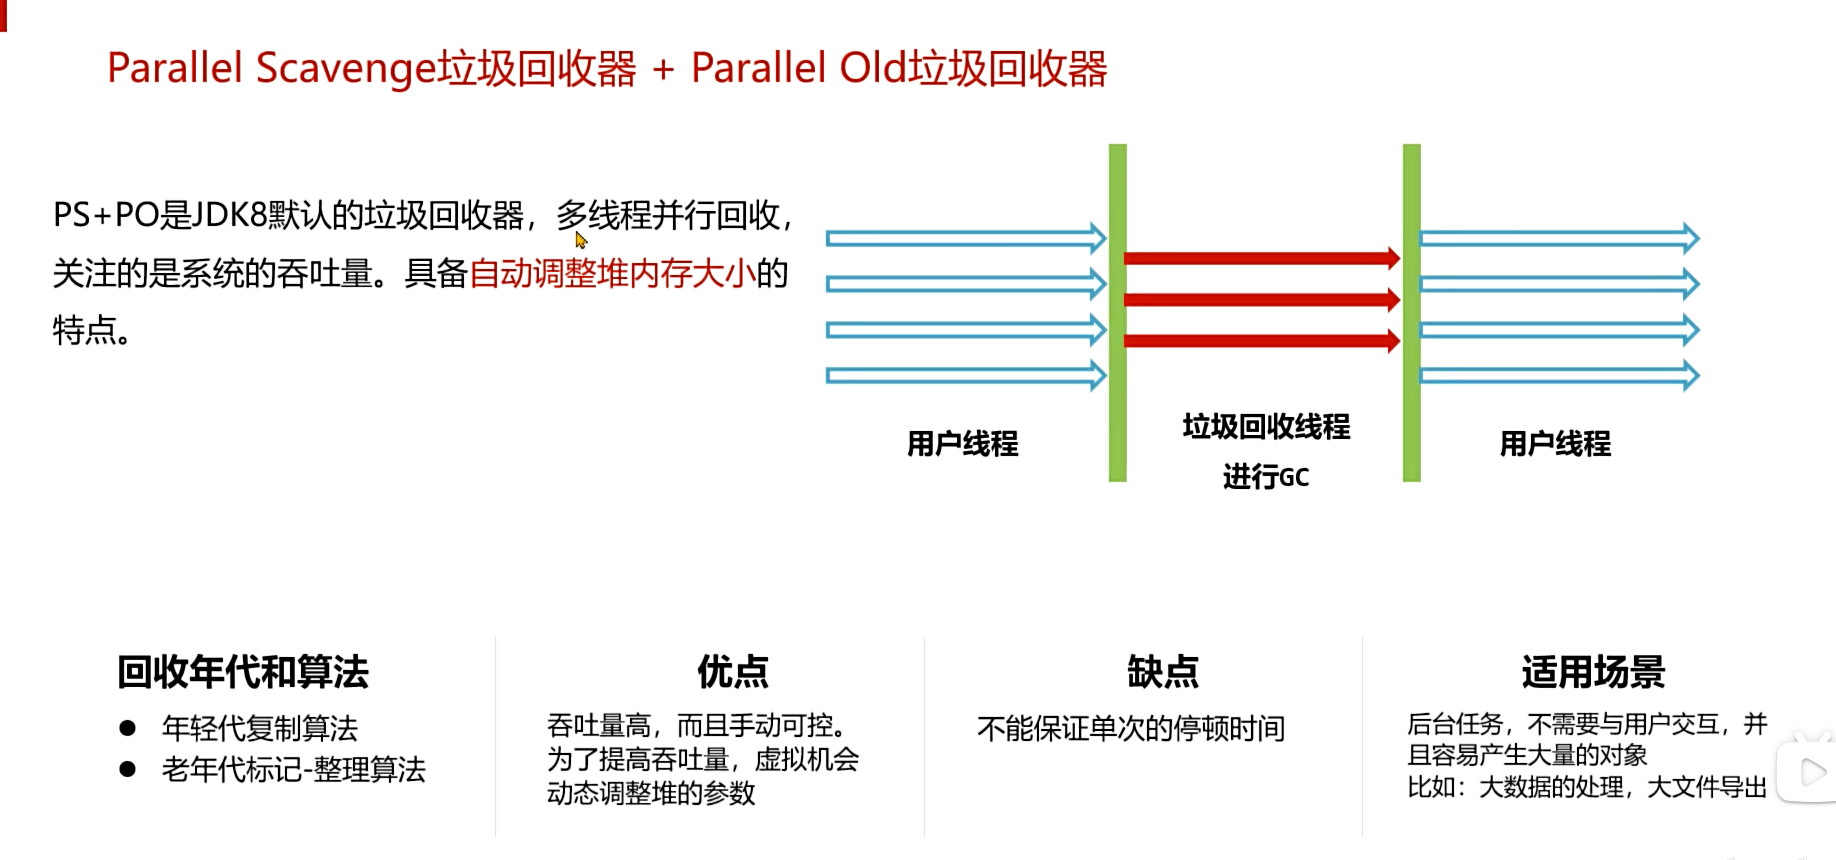 Parallel Scavenge垃圾回收器 + Parallel Old垃圾回收器
PS+PO是JDK8默认的垃圾回收器，多线程并行回收，
关注的是系统的吞吐量。具备自动调整堆内存大小的
特点。
用户线程
垃圾回收线程
进行GC
用户线程
回收年代和算法
● 年轻代复制算法
● 老年代标记-整理算法
优点
吞吐量高，而且手动可控。
为了提高吞吐量，虚拟机会
动态调整堆的参数
缺点
不能保证单次的停顿时间
适用场景
后台任务，不需要与用户交互，并
且容易产生大量的对象
比如：大数据的处理，大文件导出